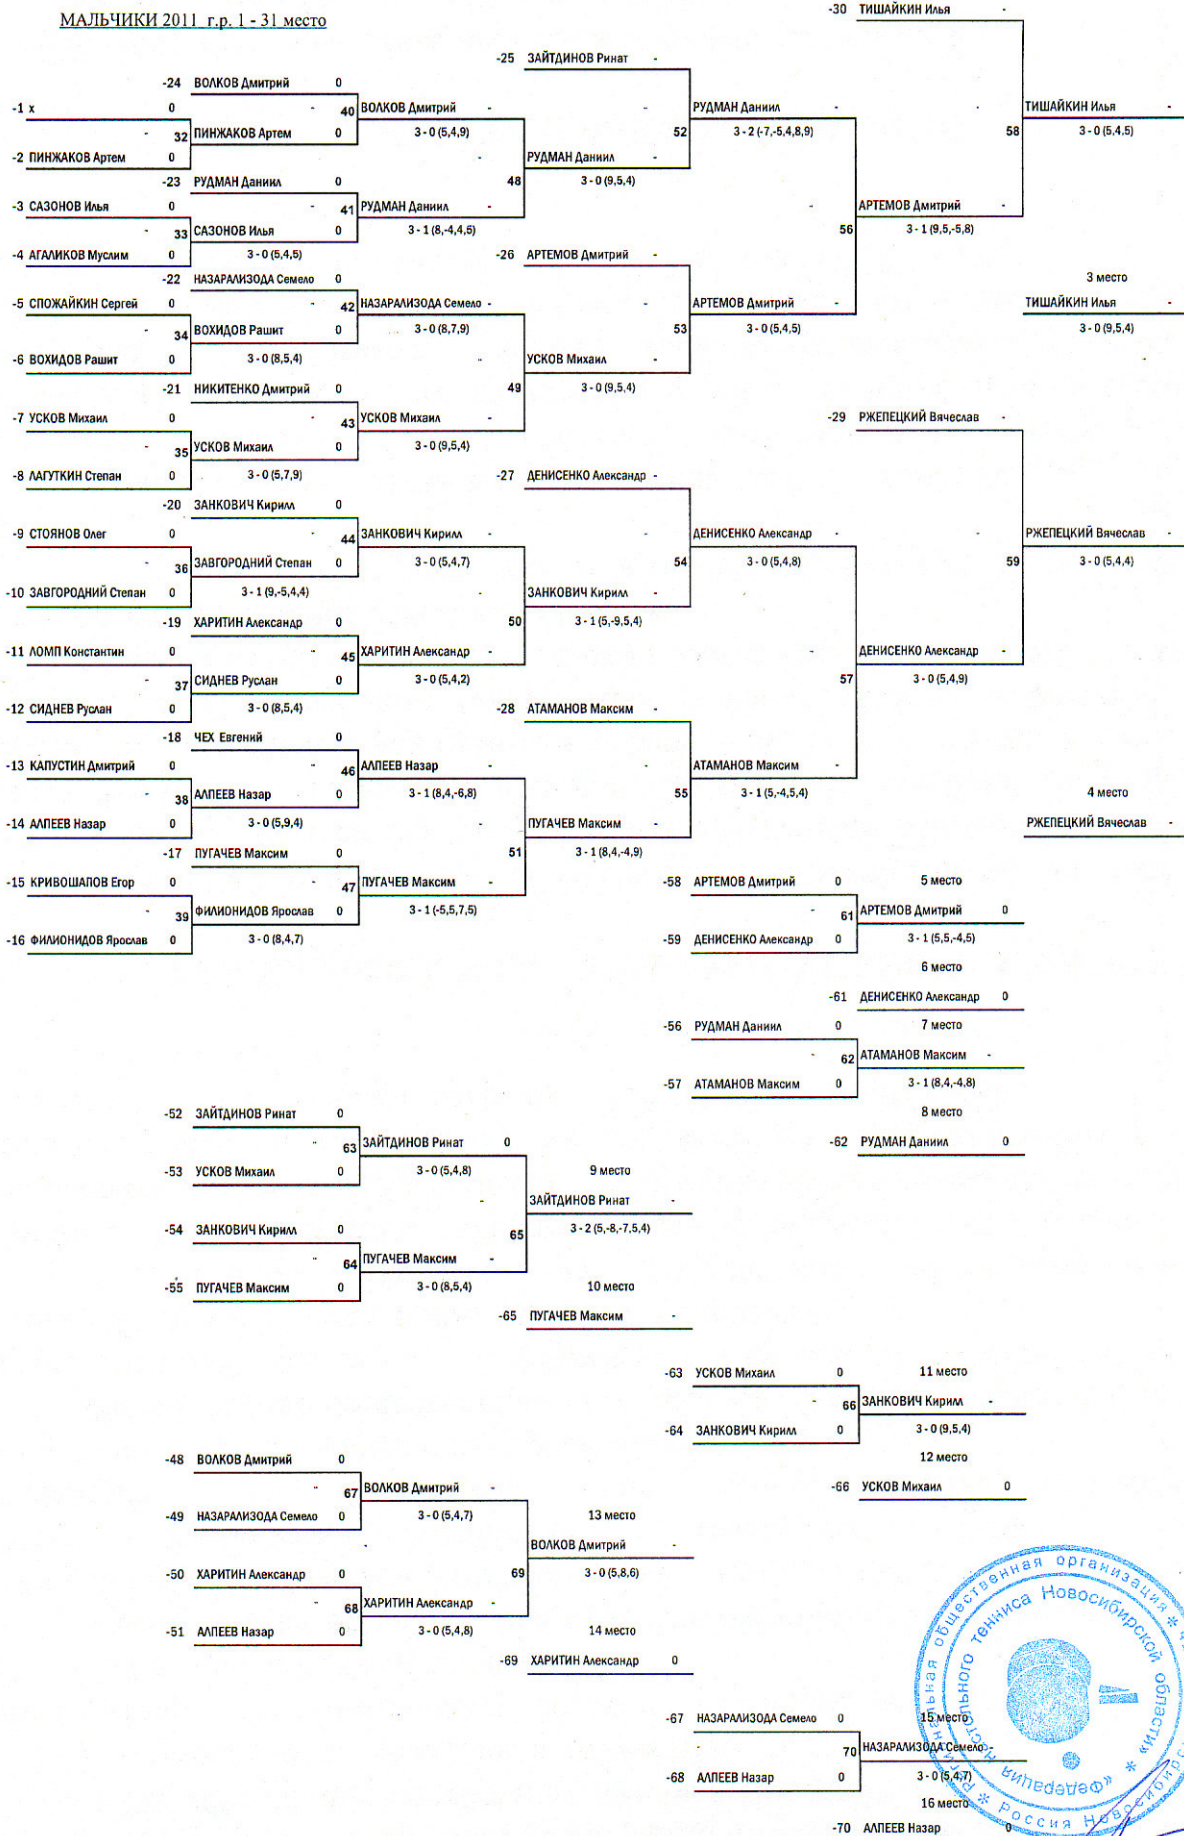 МАЛЬЧИКИ 2011 г.р. 1 - 31 место
-30 ТИШАЙКИН Илья -
-25 ЗАЙТДИНОВ Ринат -
-24 ВОЛКОВ Дмитрий 0
-1 х 0 - 40 ВОЛКОВ Дмитрий - - РУДМАН Даниил - - ТИШАЙКИН Илья -
- 32 ПИНЖАКОВ Артем 0 3 - 0 (5,4,9) 52 3 - 2 (-7,-5,4,8,9) 58 3 - 0 (5,4,5)
-2 ПИНЖАКОВ Артем 0 - РУДМАН Даниил -
-23 РУДМАН Даниил 0 48 3 - 0 (9,5,4)
-3 САЗОНОВ Илья 0 - 41 РУДМАН Даниил - - АРТЕМОВ Дмитрий -
- 33 САЗОНОВ Илья 0 3 - 1 (8,-4,4,5) 56 3 - 1 (9,5,-5,8)
-4 АГАЛИКОВ Муслим 0 3 - 0 (5,4,5) -26 АРТЕМОВ Дмитрий -
-22 НАЗАРАЛИЗОДА Семело 0 3 место
-5 СПОЖАЙКИН Сергей 0 - 42 НАЗАРАЛИЗОДА Семело - - АРТЕМОВ Дмитрий - ТИШАЙКИН Илья -
- 34 ВОХИДОВ Рашит 0 3 - 0 (8,7,9) 53 3 - 0 (5,4,5) 3 - 0 (9,5,4)
-6 ВОХИДОВ Рашит 0 3 - 0 (8,5,4) - УСКОВ Михаил -
-21 НИКИТЕНКО Дмитрий 0 49 3 - 0 (9,5,4)
-7 УСКОВ Михаил 0 - 43 УСКОВ Михаил - -29 РЖЕПЕЦКИЙ Вячеслав -
- 35 УСКОВ Михаил 0 3 - 0 (9,5,4)
-8 ЛАГУТКИН Степан 0 3 - 0 (5,7,9) -27 ДЕНИСЕНКО Александр -
-20 ЗАНКОВИЧ Кирилл 0
-9 СТОЯНОВ Олег 0 - 44 ЗАНКОВИЧ Кирилл - - ДЕНИСЕНКО Александр - - РЖЕПЕЦКИЙ Вячеслав -
- 36 ЗАВГОРОДНИЙ Степан 0 3 - 0 (5,4,7) 54 3 - 0 (5,4,8) 59 3 - 0 (5,4,4)
-10 ЗАВГОРОДНИЙ Степан 0 3 - 1 (9,-5,4,4) - ЗАНКОВИЧ Кирилл -
-19 ХАРИТИН Александр 0 50 3 - 1 (5,-9,5,4)
-11 ЛОМП Константин 0 - 45 ХАРИТИН Александр - - ДЕНИСЕНКО Александр -
- 37 СИДНЕВ Руслан 0 3 - 0 (5,4,2) 57 3 - 0 (5,4,9)
-12 СИДНЕВ Руслан 0 3 - 0 (8,5,4) -28 АТАМАНОВ Максим -
-18 ЧЕХ Евгений 0
-13 КАПУСТИН Дмитрий 0 - 46 АЛПЕЕВ Назар - - АТАМАНОВ Максим -
- 38 АЛПЕЕВ Назар 0 3 - 1 (8,4,-6,8) 55 3 - 1 (5,-4,5,4) 4 место
-14 АЛПЕЕВ Назар 0 3 - 0 (5,9,4) - ПУГАЧЕВ Максим - РЖЕПЕЦКИЙ Вячеслав -
-17 ПУГАЧЕВ Максим 0 51 3 - 1 (8,4,-4,9)
-15 КРИВОШАПОВ Егор 0 - 47 ПУГАЧЕВ Максим - -58 АРТЕМОВ Дмитрий 0 5 место
- 39 ФИЛИОНИДОВ Ярослав 0 3 - 1 (-5,5,7,5) - 61 АРТЕМОВ Дмитрий 0
-16 ФИЛИОНИДОВ Ярослав 0 3 - 0 (8,4,7) -59 ДЕНИСЕНКО Александр 0 3 - 1 (5,5,-4,5)
6 место
-61 ДЕНИСЕНКО Александр 0
-56 РУДМАН Даниил 0 7 место
- 62 АТАМАНОВ Максим -
-57 АТАМАНОВ Максим 0 3 - 1 (8,4,-4,8)
-52 ЗАЙТДИНОВ Ринат 0 8 место
- 63 ЗАЙТДИНОВ Ринат 0 -62 РУДМАН Даниил 0
-53 УСКОВ Михаил 0 3 - 0 (5,4,8) 9 место
- ЗАЙТДИНОВ Ринат -
-54 ЗАНКОВИЧ Кирилл 0 65 3 - 2 (5,-8,-7,5,4)
- 64 ПУГАЧЕВ Максим -
-55 ПУГАЧЕВ Максим 0 3 - 0 (8,5,4) 10 место
-65 ПУГАЧЕВ Максим -
-63 УСКОВ Михаил 0 11 место
- 66 ЗАНКОВИЧ Кирилл -
-64 ЗАНКОВИЧ Кирилл 0 3 - 0 (9,5,4)
-48 ВОЛКОВ Дмитрий 0 12 место
- 67 ВОЛКОВ Дмитрий - -66 УСКОВ Михаил 0
-49 НАЗАРАЛИЗОДА Семело 0 3 - 0 (5,4,7) 13 место
- ВОЛКОВ Дмитрий -
-50 ХАРИТИН Александр 0 69 3 - 0 (5,8,6)
- 68 ХАРИТИН Александр -
-51 АЛПЕЕВ Назар 0 3 - 0 (5,4,8) 14 место
-69 ХАРИТИН Александр 0
-67 НАЗАРАЛИЗОДА Семело 0 15 место
- 70 НАЗАРАЛИЗОДА Семело -
-68 АЛПЕЕВ Назар 0 3 - 0 (5,4,7)
16 место
-70 АЛПЕЕВ Назар 0
общественная организация *
«Федерация настольного тенниса Новосибирской области» *
* Россия